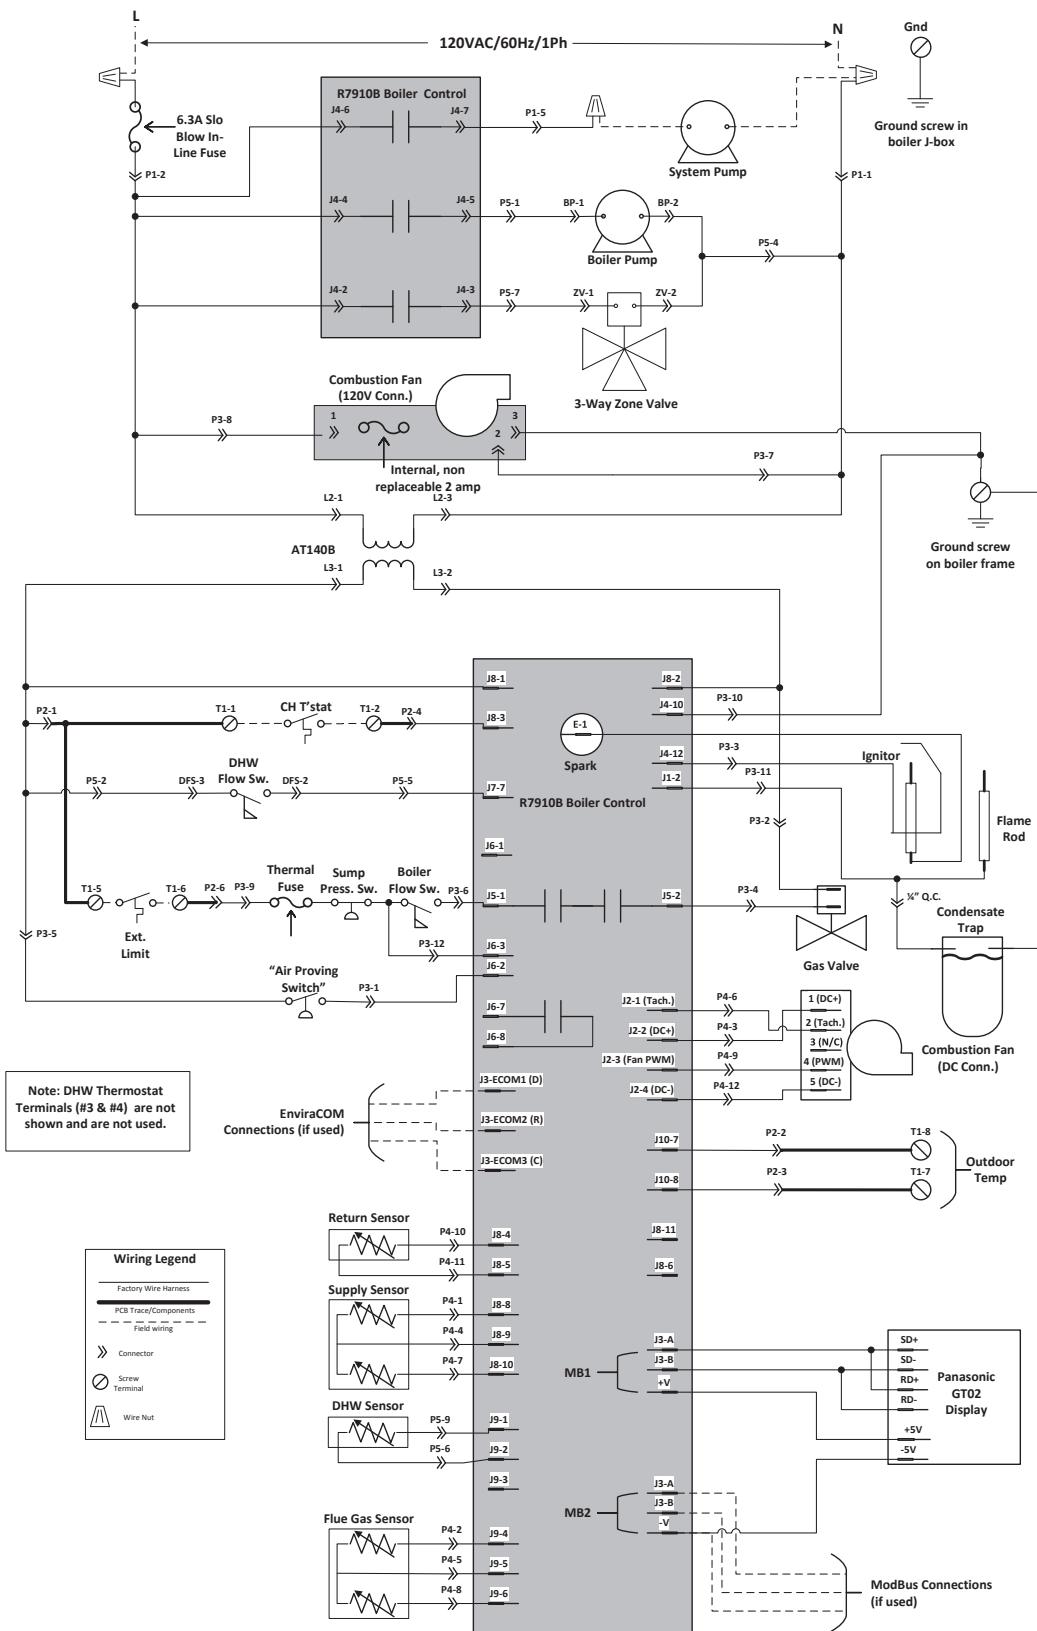 L
120VAC/60Hz/1Ph
N
Gnd
Ground screw in
boiler J-box
6.3A Slo
Blow In-
Line Fuse
P1-2
R7910B Boiler Control
J4-6
J4-7
P1-5
System Pump
P1-1
J4-4
J4-5
P5-1
BP-1
BP-2
Boiler Pump
P5-4
J4-2
J4-3
P5-7
ZV-1
ZV-2
3-Way Zone Valve
Combustion Fan
(120V Conn.)
P3-8
1
3
2
Internal, non
replaceable 2 amp
P3-7
L2-1
L2-3
AT140B
L3-1
L3-2
Ground screw
on boiler frame
J8-1
J8-2
P2-1
T1-1
CH T'stat
T1-2
P2-4
J8-3
P3-10
J4-10
E-1
Spark
DHW
Flow Sw.
P5-2
DFS-3
DFS-2
P5-5
J7-7
J4-12
P3-3
J1-2
P3-11
R7910B Boiler Control
Ignitor
Flame
Rod
P3-2
J6-1
T1-5
T1-6
P2-6
P3-9
Thermal
Fuse
Sump
Press. Sw.
Boiler
Flow Sw.
P3-6
J5-1
J5-2
P3-4
Ext.
Limit
P3-5
P3-12
J6-3
J6-2
Gas Valve
¼" Q.C.
Condensate
Trap
“Air Proving
Switch”
P3-1
J6-7
J6-8
J2-1 (Tach.)
P4-6
J2-2 (DC+)
P4-3
J2-3 (Fan PWM)
P4-9
J2-4 (DC-)
P4-12
1 (DC+)
2 (Tach.)
3 (N/C)
4 (PWM)
5 (DC-)
Combustion Fan
(DC Conn.)
Note: DHW Thermostat
Terminals (#3 & #4) are not
shown and are not used.
EnviraCOM
Connections (if used)
J3-ECOM1 (D)
J3-ECOM2 (R)
J3-ECOM3 (C)
J10-7
P2-2
T1-8
J10-8
P2-3
T1-7
Outdoor
Temp
J8-11
J8-6
Return Sensor
P4-10
J8-4
P4-11
J8-5
Supply Sensor
P4-1
J8-8
P4-4
J8-9
P4-7
J8-10
Wiring Legend
Factory Wire Harness
PCB Trace/Components
Field wiring
Connector
Screw
Terminal
Wire Nut
MB1
J3-A
J3-B
+V
SD+
SD-
RD+
RD-
+5V
-5V
Panasonic
GT02
Display
DHW Sensor
P5-9
J9-1
P5-6
J9-2
J9-3
MB2
J3-A
J3-B
-V
Flue Gas Sensor
P4-2
J9-4
P4-5
J9-5
P4-8
J9-6
ModBus Connections
(if used)